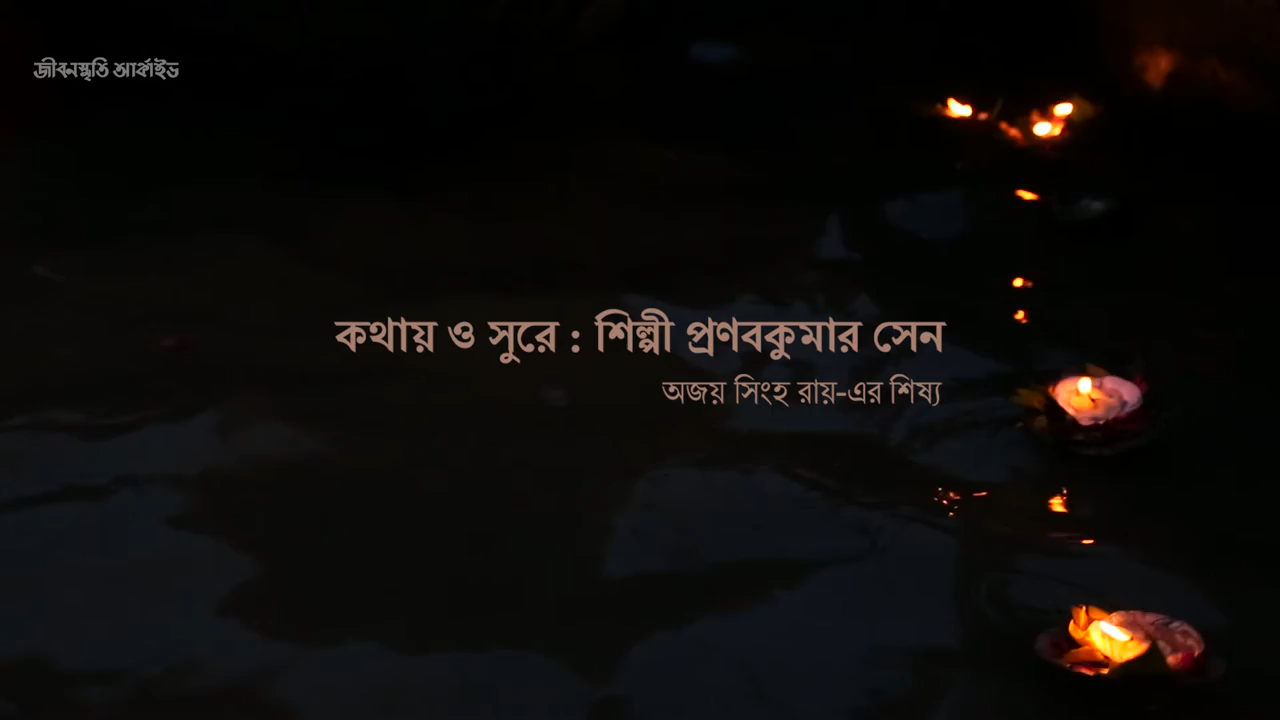 জীবনস্মৃতি আর্কাইভ
কথায় ও সুরে : শিল্পী প্রণবকুমার সেন
অজয় সিংহ রায়-এর শিষ্য